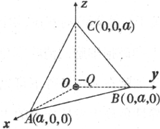 z
C(0,0,a)
O
-Q
y
B(0,a,0)
A(a,0,0)
x